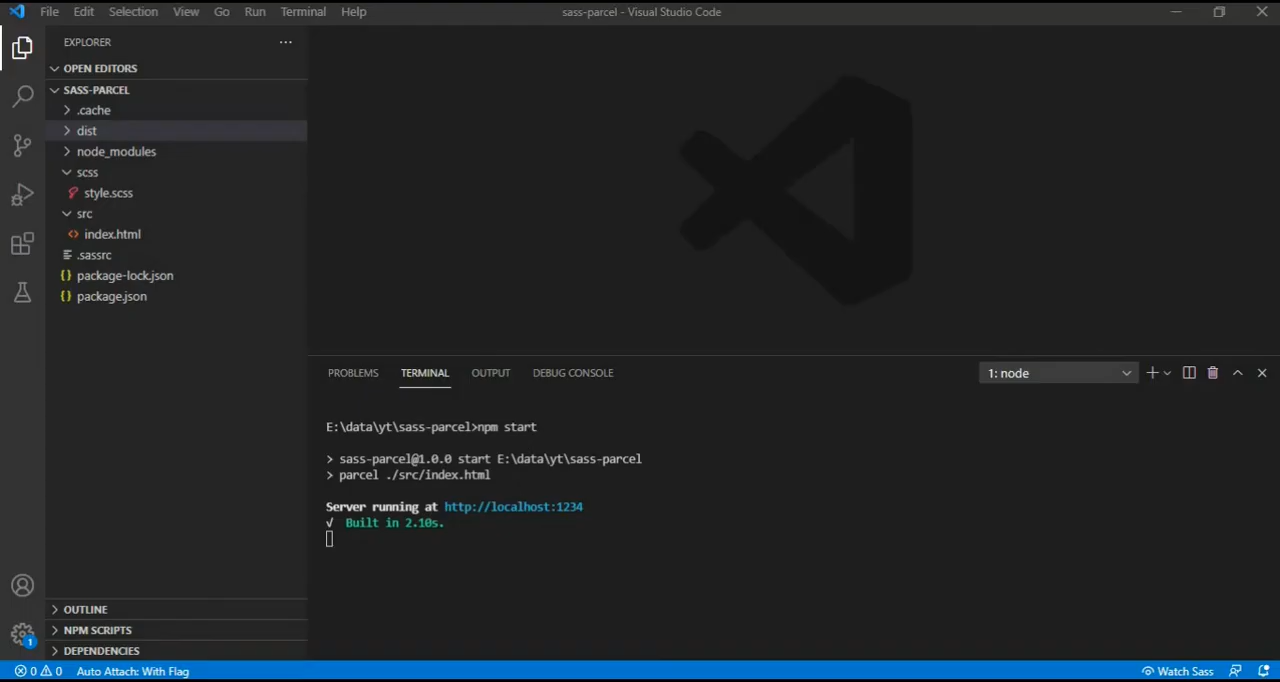 File Edit Selection View Go Run Terminal Help
sass-parcel - Visual Studio Code
EXPLORER
OPEN EDITORS
SASS-PARCEL
.cache
dist
node_modules
scss
style.scss
src
index.html
.sassrc
{} package-lock.json
{} package.json
OUTLINE
NPM SCRIPTS
DEPENDENCIES
PROBLEMS TERMINAL OUTPUT DEBUG CONSOLE
1: node
E:\data\yt\sass-parcel>npm start
> sass-parcel@1.0.0 start E:\data\yt\sass-parcel
> parcel ./src/index.html
Server running at http://localhost:1234
√ Built in 2.10s.
1
0 0 Auto Attach: With Flag
Watch Sass